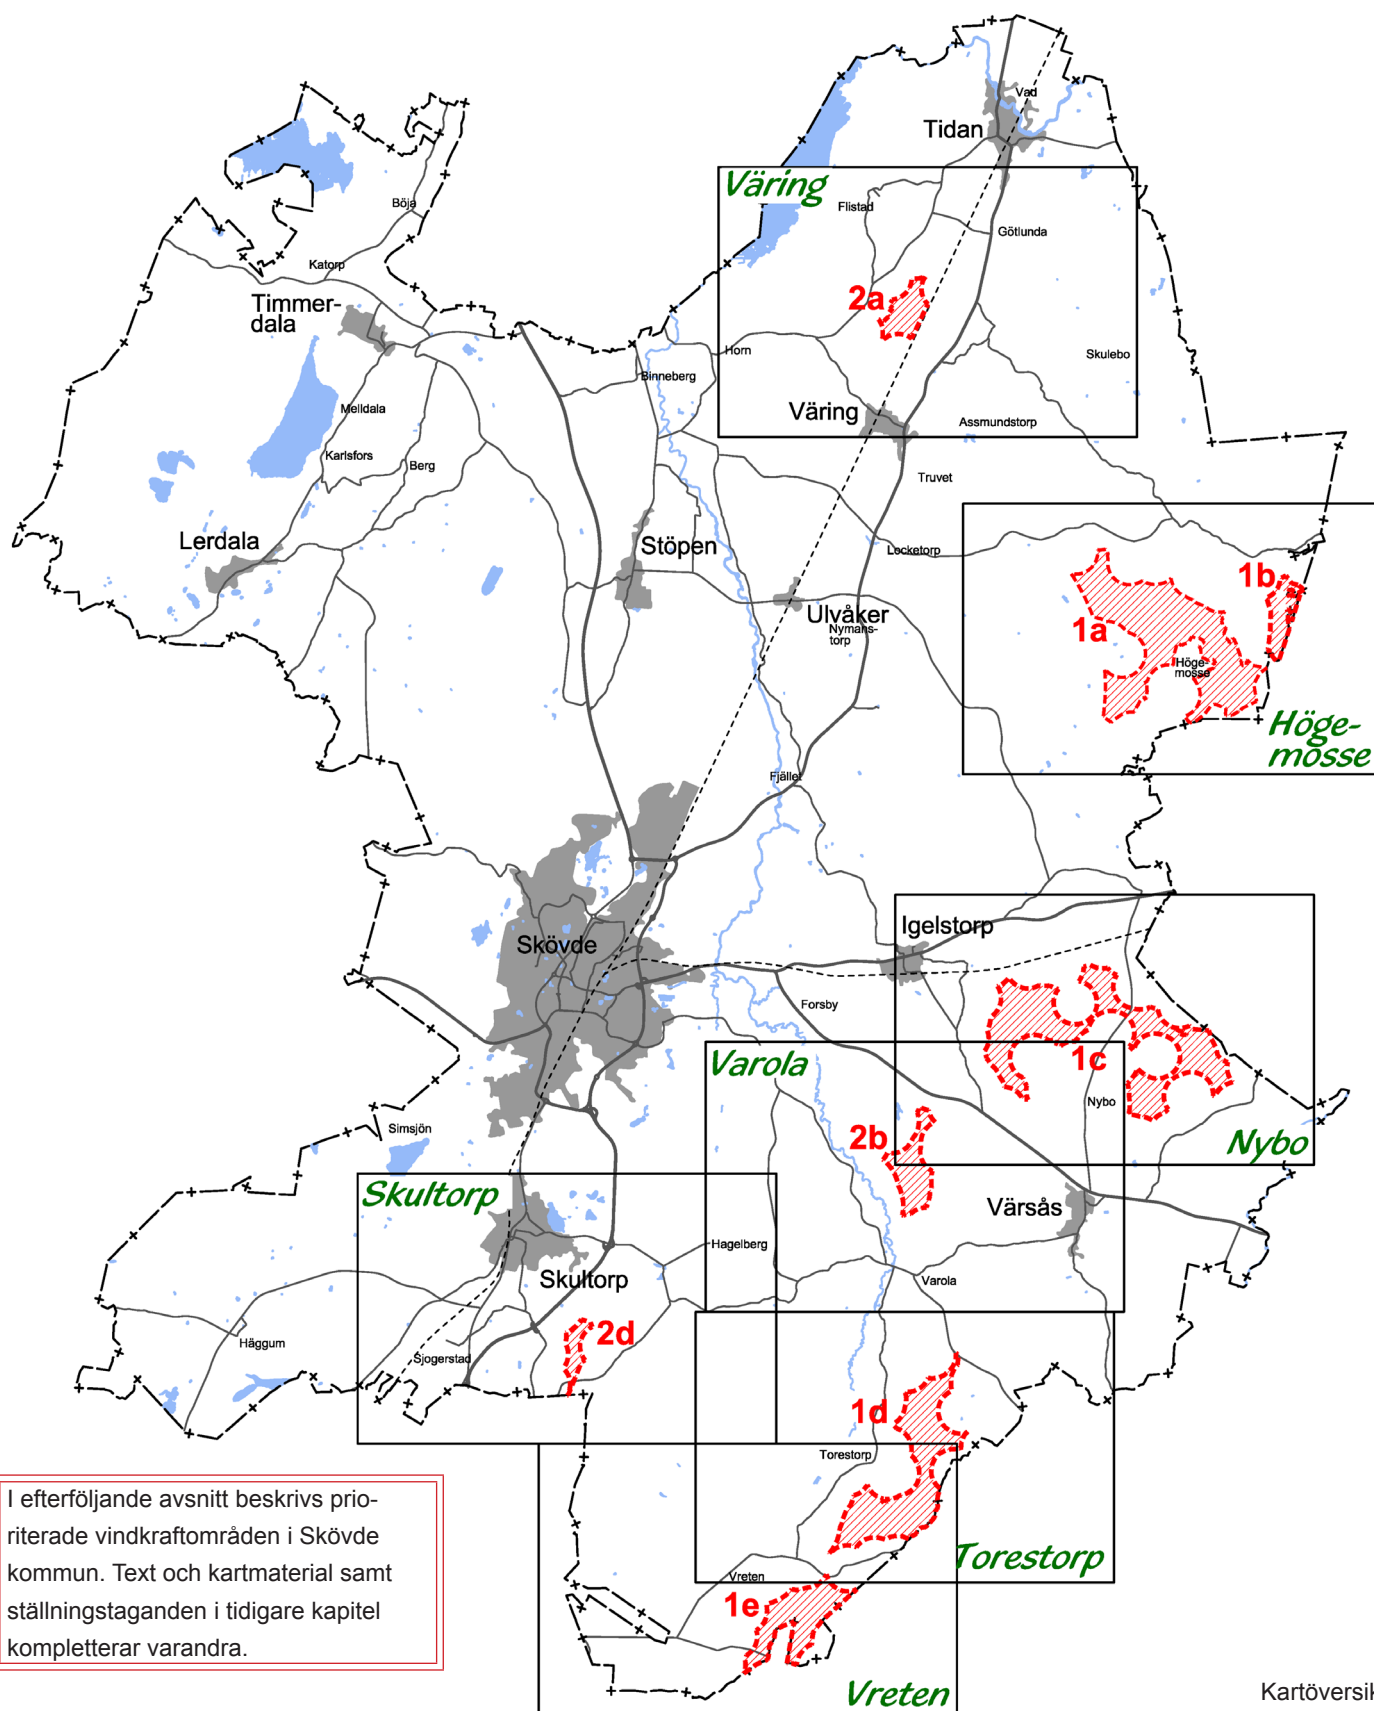 Vad
Tidan
Väring
Flistad
Götlunda
Böja
Katorp
Timmer-
dala
2a
Horn
Skulebo
Binneberg
Melldala
Väring
Assmundstorp
Karlsfors
Berg
Truvet
Lerdala
Stöpen
Locketorp
1b
Ulvåker
Nymans-
torp
1a
Höge-
mosse
Höge-
mosse
Fjället
Igelstorp
Skövde
Forsby
Varola
1c
Nybo
Simsjön
2b
Nybo
Skultorp
Värsås
Hagelberg
Skultorp
Varola
2d
Häggum
Sjogerstad
1d
Torestorp
I efterföljande avsnitt beskrivs prio-
riterade vindkraftområden i Skövde
kommun. Text och kartmaterial samt
ställningstaganden i tidigare kapitel
kompletterar varandra.
Torestorp
Vreten
1e
Vreten
Kartöversik